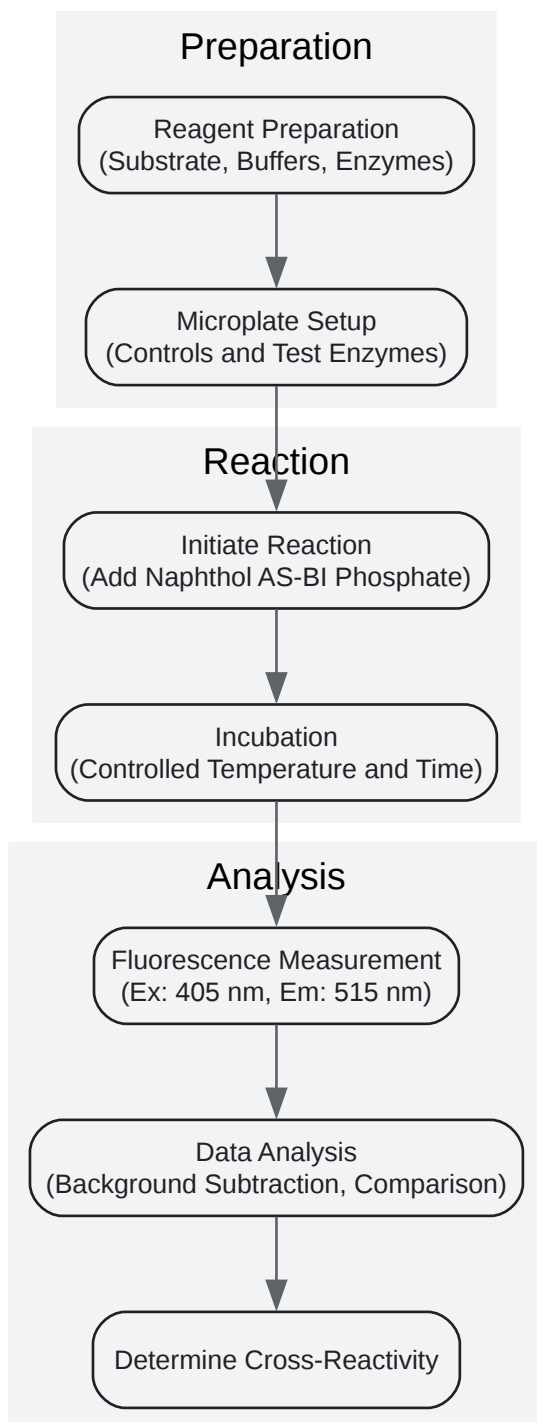 Preparation
Reagent Preparation
(Substrate, Buffers, Enzymes)
Microplate Setup
(Controls and Test Enzymes)
Reaction
Initiate Reaction
(Add Naphthol AS-BI Phosphate)
Incubation
(Controlled Temperature and Time)
Analysis
Fluorescence Measurement
(Ex: 405 nm, Em: 515 nm)
Data Analysis
(Background Subtraction, Comparison)
Determine Cross-Reactivity